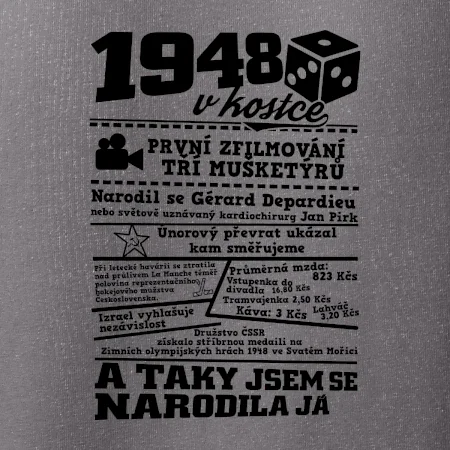 1948
v kostce
PRVNÍ ZFILMOVÁNÍ
TŘÍ MUŠKETÝRŮ
Narodil se Gérard Depardieu
nebo světově uznávaný kardiochirurg Jan Pirk
Únorový převrat ukázal
kam směřujeme
Při letecké havárii se ztratila
nad průlivem La Manche téměř
polovina reprezentačního
hokejového mužstva
Československa.
Průměrná mzda:
823 Kčs
Vstupenka do
divadla 16,80 Kčs
Tramvajenka 2,50 Kčs
Káva: 3 Kčs
Lahváč
3,20 Kčs
Izrael vyhlašuje
nezávislost
Družstvo ČSSR
získalo stříbrnou medaili na
Zimních olympijských hrách 1948 ve Svatém Mořici
A TAKY JSEM SE
NARODILA JÁ